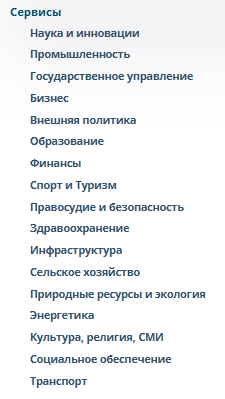 Сервисы
Наука и инновации
Промышленность
Государственное управление
Бизнес
Внешняя политика
Образование
Финансы
Спорт и Туризм
Правосудие и безопасность
Здравоохранение
Инфраструктура
Сельское хозяйство
Природные ресурсы и экология
Энергетика
Культура, религия, СМИ
Социальное обеспечение
Транспорт